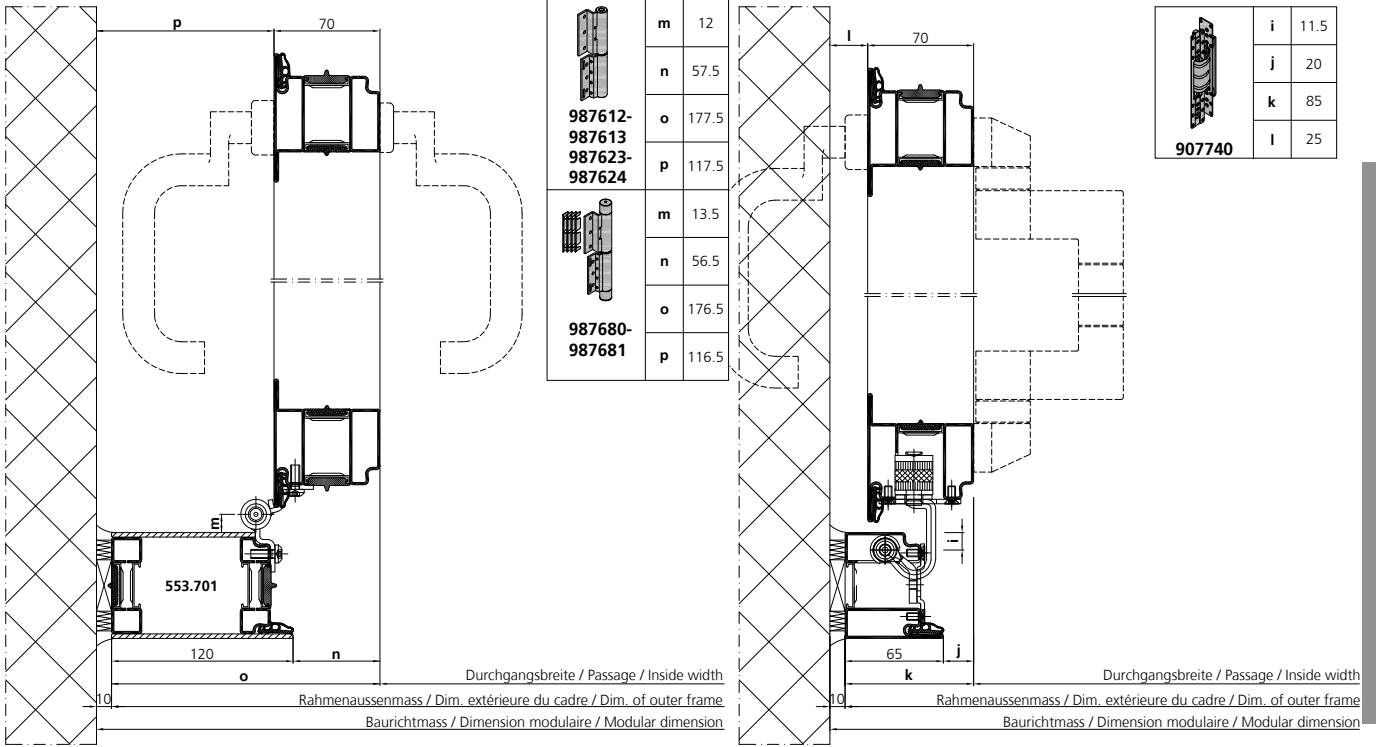 p
70
m 12
n 57.5
o 177.5
p 117.5
987612-
987613
987623-
987624
m 13.5
n 56.5
o 176.5
p 116.5
987680-
987681
m
553.701
120
n
o
10
Durchgangsbreite / Passage / Inside width
Rahmenaussenmass / Dim. extérieure du cadre / Dim. of outer frame
Baurichtmass / Dimension modulaire / Modular dimension
l
70
i 11.5
j 20
k 85
l 25
907740
i
65
j
k
10
Durchgangsbreite / Passage / Inside width
Rahmenaussenmass / Dim. extérieure du cadre / Dim. of outer frame
Baurichtmass / Dimension modulaire / Modular dimension